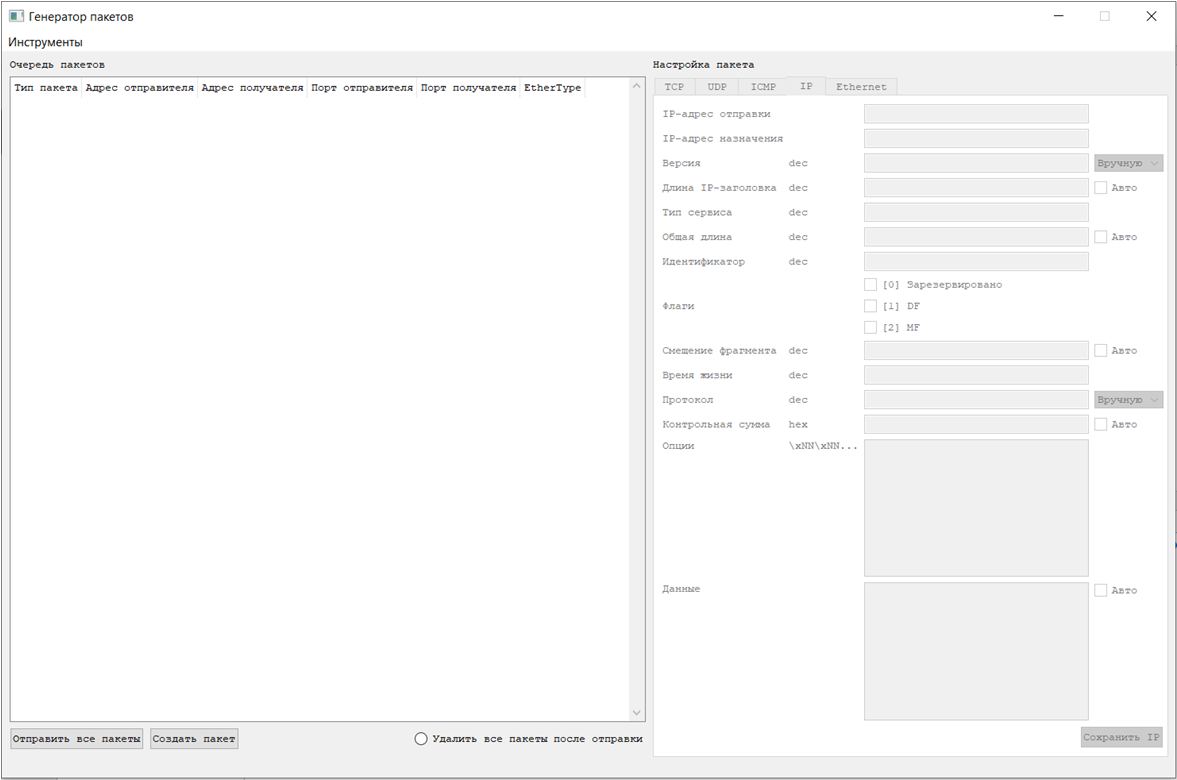 Генератор пакетов
Инструменты
Очередь пакетов
Тип пакета Адрес отправителя Адрес получателя Порт отправителя Порт получателя EtherType
Отправить все пакеты Создать пакет Удалить все пакеты после отправки
Настройка пакета
TCP UDP ICMP IP Ethernet
IP-адрес отправки
IP-адрес назначения
Версия dec Вручную
Длина IP-заголовка dec Авто
Тип сервиса dec
Общая длина dec Авто
Идентификатор dec
[0] Зарезервировано
Флаги [1] DF
[2] MF
Смещение фрагмента dec Авто
Время жизни dec
Протокол dec Вручную
Контрольная сумма hex Авто
Опции \xNN\xNN...
Данные Авто
Сохранить IP